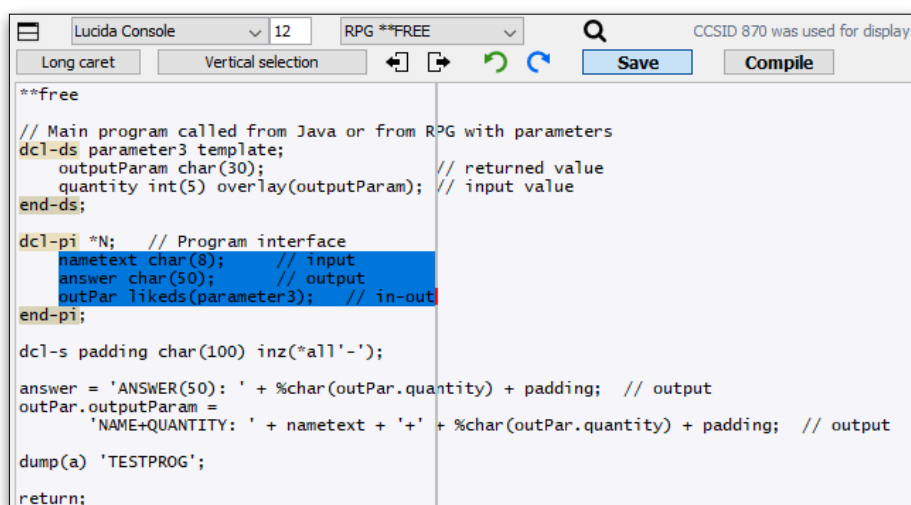 Lucida Console 12 RPG **FREE CCSID 870 was used for display
Long caret Vertical selection Save Compile
**free
// Main program called from Java or from RPG with parameters
dcl-ds parameter3 template;
    outputParam char(30);                  // returned value
    quantity int(5) overlay(outputParam);  // input value
end-ds;
dcl-pi *N;   // Program interface
    nametext char(8);      // input
    answer char(50);       // output
    outPar likeds(parameter3);   // in-out
end-pi;
dcl-s padding char(100) inz(*all'-');
answer = 'ANSWER(50): ' + %char(outPar.quantity) + padding;  // output
outPar.outputParam =
       'NAME+QUANTITY: ' + nametext + '+' + %char(outPar.quantity) + padding;  // output
dump(a) 'TESTPROG';
return;